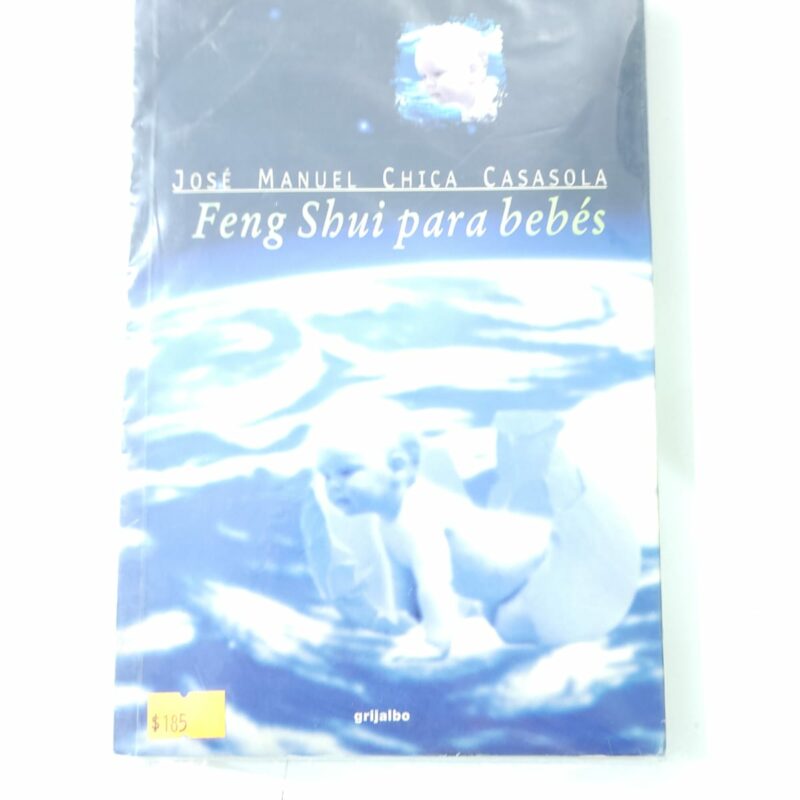 JOSÉ MANUEL CHICA CASASOLA
Feng Shui para bebés
grijalbo
$185